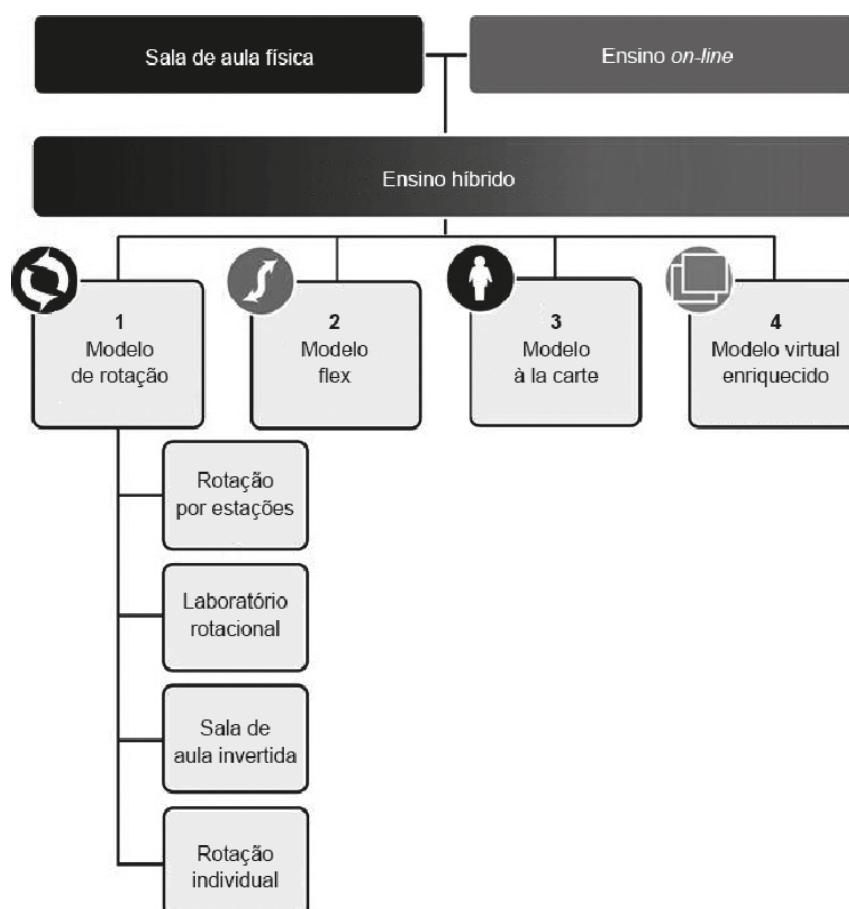 Sala de aula física
Ensino on-line
Ensino híbrido
1
Modelo
de rotação
2
Modelo
flex
3
Modelo
à la carte
4
Modelo virtual
enriquecido
Rotação
por estações
Laboratório
rotacional
Sala de
aula invertida
Rotação
individual